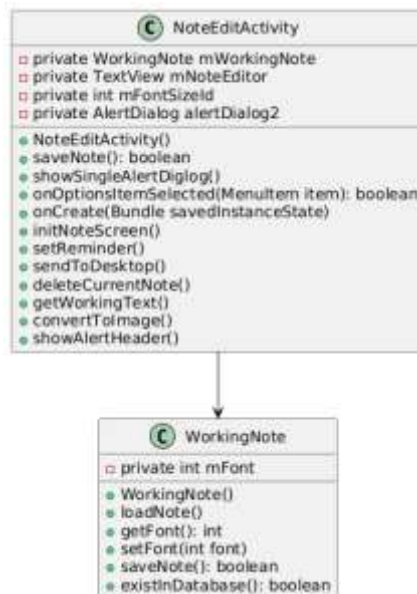 C NoteEditActivity
private WorkingNote mWorkingNote
private TextView mNoteEditor
private int mFontSizeId
private AlertDialog alertDialog2
NoteEditActivity()
saveNote(): boolean
showSingleAlertDiglog()
onOptionsItemSelected(MenuItem item): boolean
onCreate(Bundle savedInstanceState)
initNoteScreen()
setReminder()
sendToDesktop()
deleteCurrentNote()
getWorkingText()
convertToImage()
showAlertHeader()
C WorkingNote
private int mFont
WorkingNote()
loadNote()
getFont(): int
setFont(int font)
saveNote(): boolean
existInDatabase(): boolean